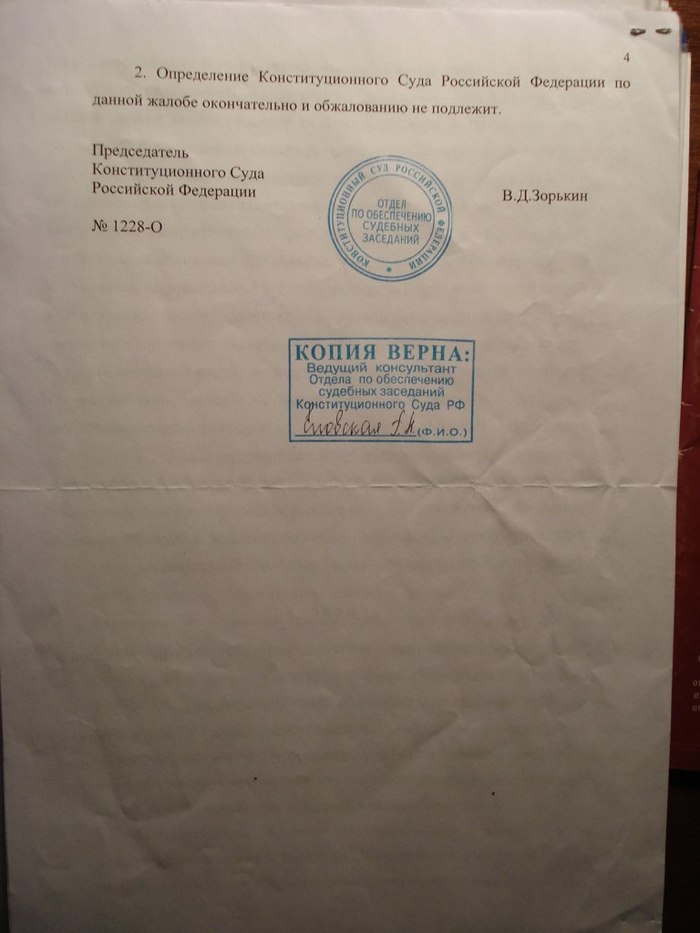 4
2. Определение Конституционного Суда Российской Федерации по
данной жалобе окончательно и обжалованию не подлежит.
Председатель
Конституционного Суда
Российской Федерации
В.Д.Зорькин
№ 1228-О
КОНСТИТУЦИОННЫЙ СУД РОССИЙСКОЙ ФЕДЕРАЦИИ
ОТДЕЛ
ПО ОБЕСПЕЧЕНИЮ
СУДЕБНЫХ
ЗАСЕДАНИЙ
КОПИЯ ВЕРНА:
Ведущий консультант
Отдела по обеспечению
судебных заседаний
Конституционного Суда РФ
(Ф.И.О.)